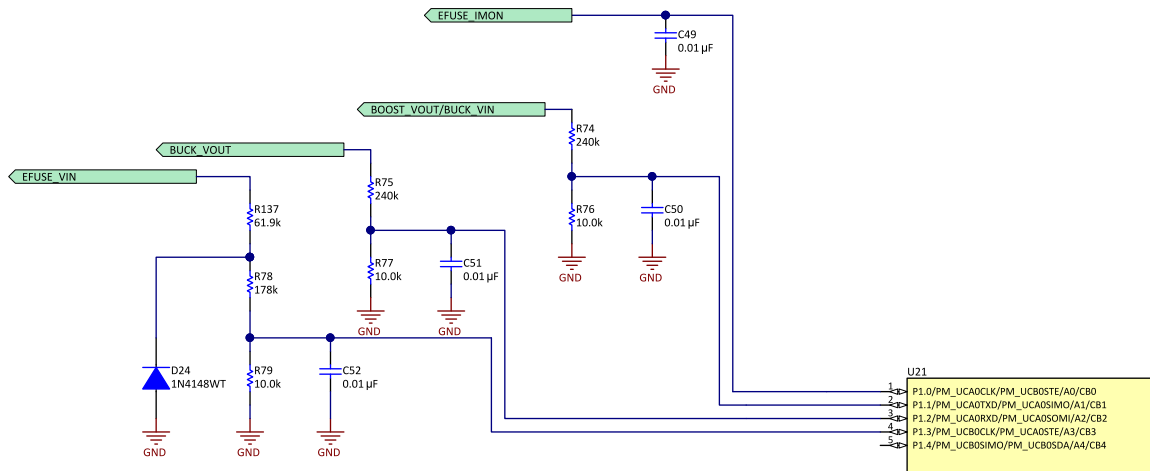 EFUSE_IMON
C49
0.01 µF
GND
BOOST_VOUT/BUCK_VIN
R74
240k
BUCK_VOUT
EFUSE_VIN
R75
240k
R137
61.9k
R76
10.0k
C50
0.01 µF
GND
GND
R77
10.0k
C51
0.01 µF
R78
178k
GND
GND
D24
1N4148WT
R79
10.0k
C52
0.01 µF
GND
GND
GND
U21
1 P1.0/PM_UCA0CLK/PM_UCB0STE/A0/CB0
2 P1.1/PM_UCA0TXD/PM_UCA0SIMO/A1/CB1
3 P1.2/PM_UCA0RXD/PM_UCA0SOMI/A2/CB2
4 P1.3/PM_UCB0CLK/PM_UCA0STE/A3/CB3
5 P1.4/PM_UCB0SIMO/PM_UCB0SDA/A4/CB4